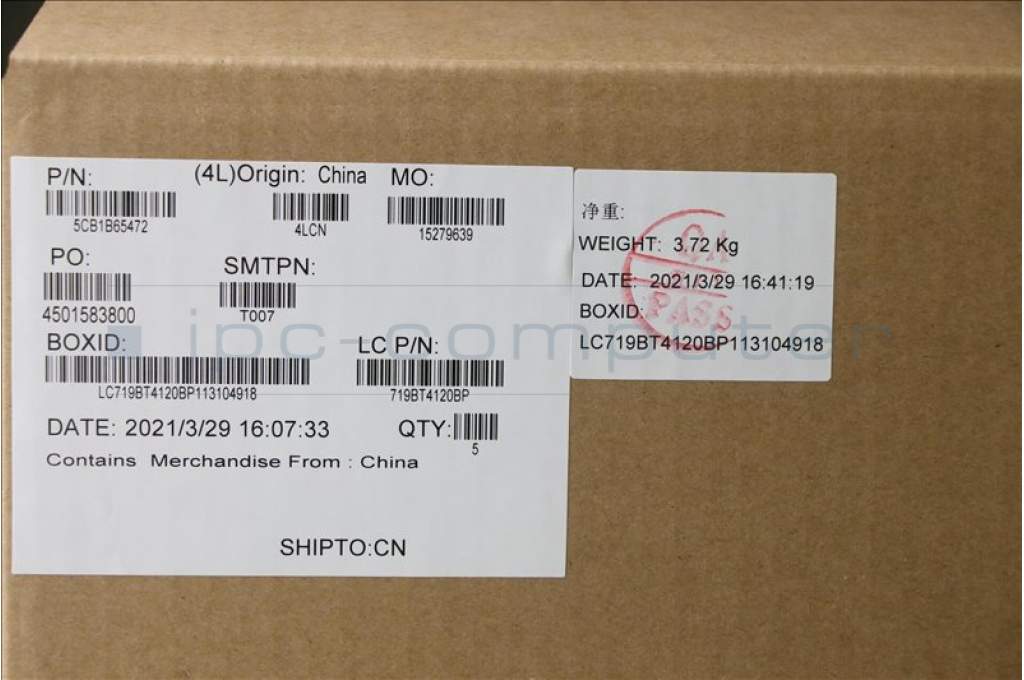 P/N: (4L)Origin: China MO:
5CB1B65472 4LCN 15279639
PO: SMTPN:
4501583800 T007
BOXID: LC P/N:
LC719BT4120BP113104918 719BT4120BP
DATE: 2021/3/29 16:07:33 QTY:
5
Contains Merchandise From : China
SHIPTO:CN
净重:
WEIGHT: 3.72 Kg
DATE: 2021/3/29 16:41:19
BOXID:
LC719BT4120BP113104918
QA
PASS
ipc-computer